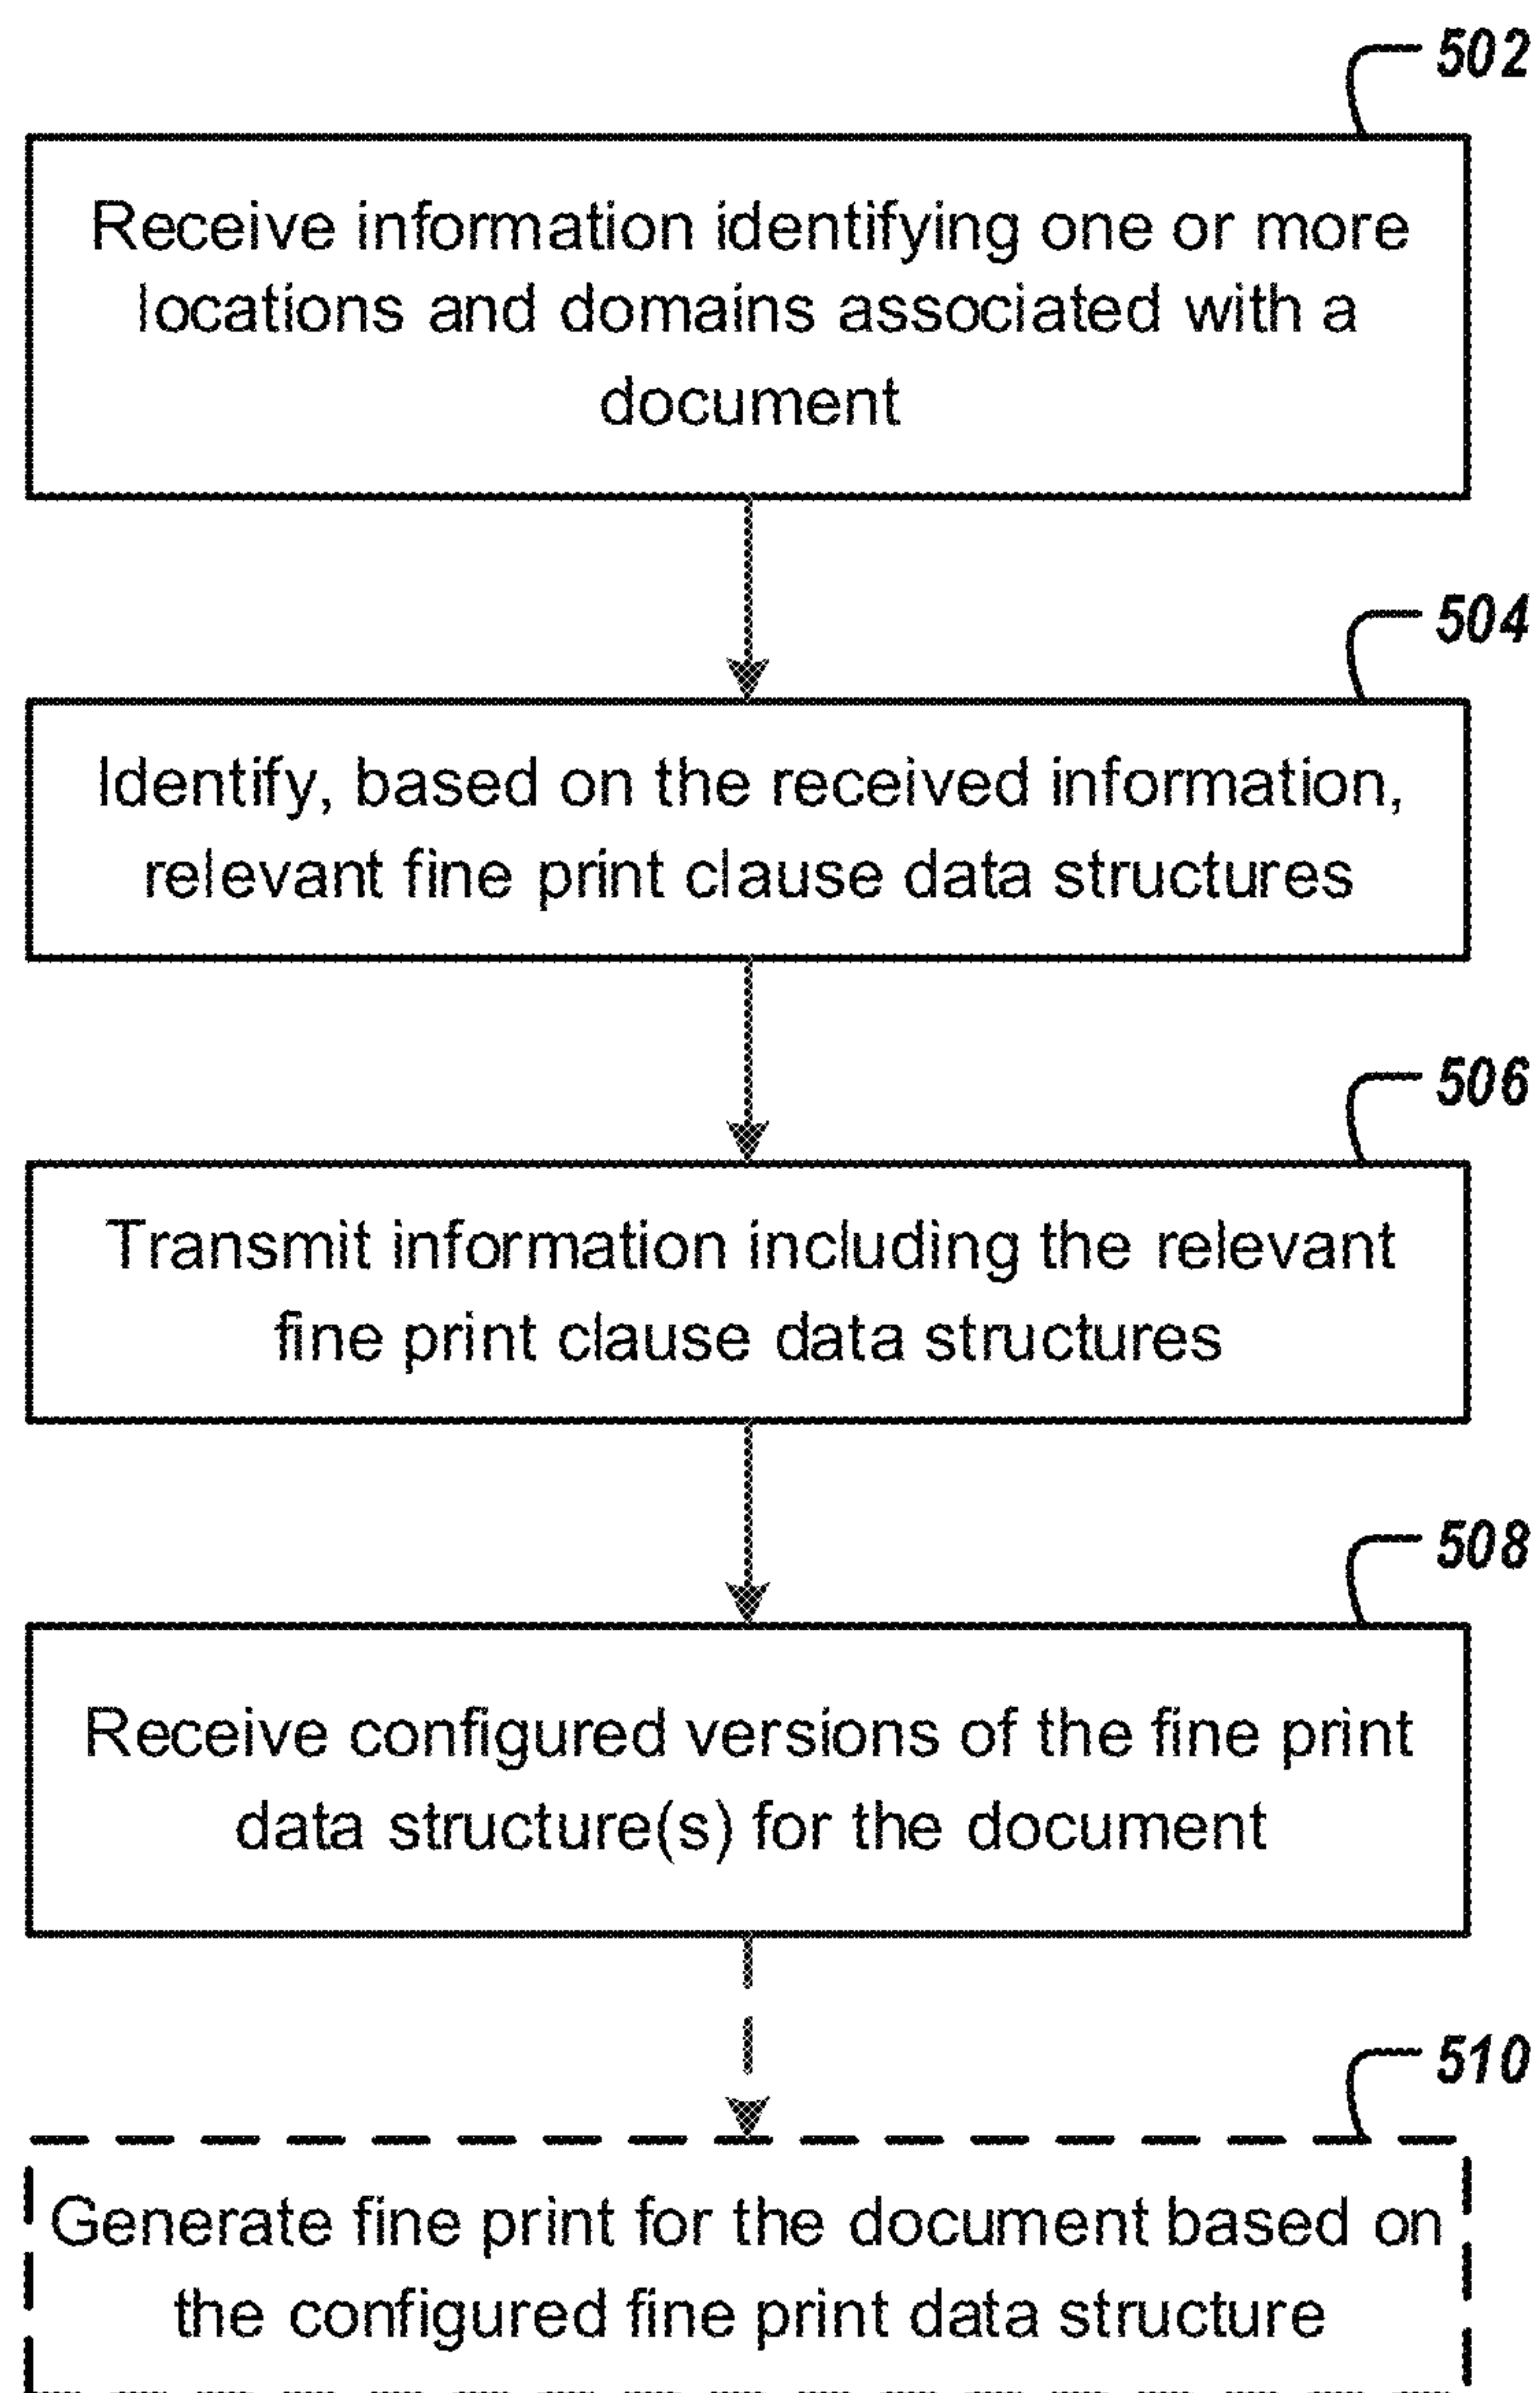 502
Receive information identifying one or more
locations and domains associated with a
document
504
Identify, based on the received information,
relevant fine print clause data structures
506
Transmit information including the relevant
fine print clause data structures
508
Receive configured versions of the fine print
data structure(s) for the document
510
Generate fine print for the document based on
the configured fine print data structure